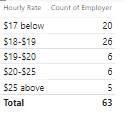 Hourly Rate Count of Employer
$17 below 20
$18-$19 26
$19-$20 6
$20-$25 6
$25 above 5
Total 63